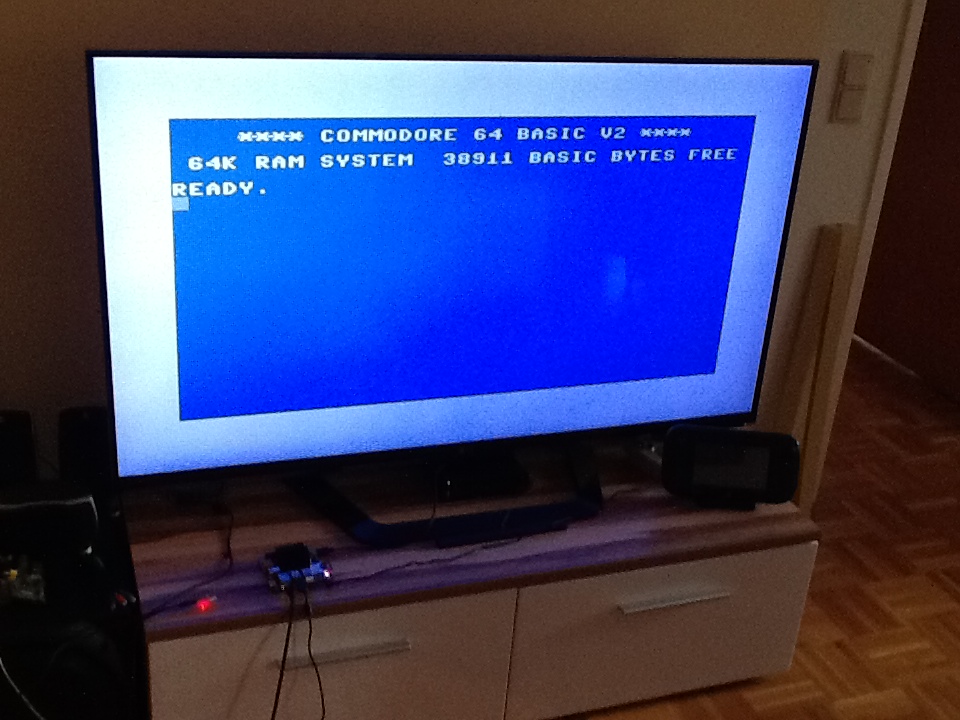 **** COMMODORE 64 BASIC V2 ****
64K RAM SYSTEM 38911 BASIC BYTES FREE
READY.